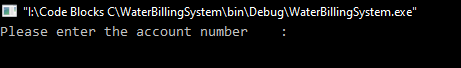 "I:\Code Blocks C\WaterBillingSystem\bin\Debug\WaterBillingSystem.exe"
Please enter the account number    :